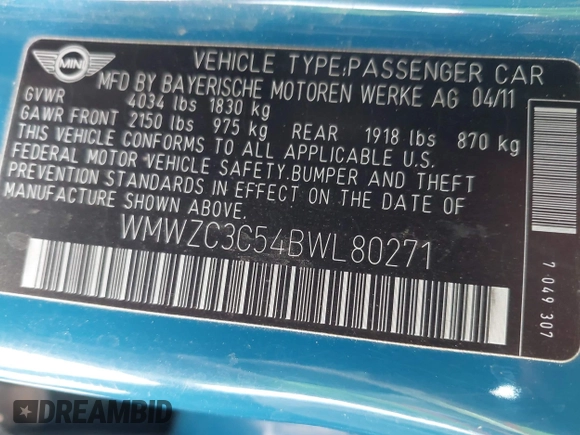 MINI
VEHICLE TYPE:PASSENGER CAR
MFD BY BAYERISCHE MOTOREN WERKE AG 04/11
GVWR 4034 lbs 1830 kg
GAWR FRONT 2150 lbs 975 kg REAR 1918 lbs 870 kg
THIS VEHICLE CONFORMS TO ALL APPLICABLE U.S.
FEDERAL MOTOR VEHICLE SAFETY,BUMPER AND THEFT
PREVENTION STANDARDS IN EFFECT ON THE DATE OF
MANUFACTURE SHOWN ABOVE.
WMWZC3C54BWL80271
7 049 307
DREAMBID